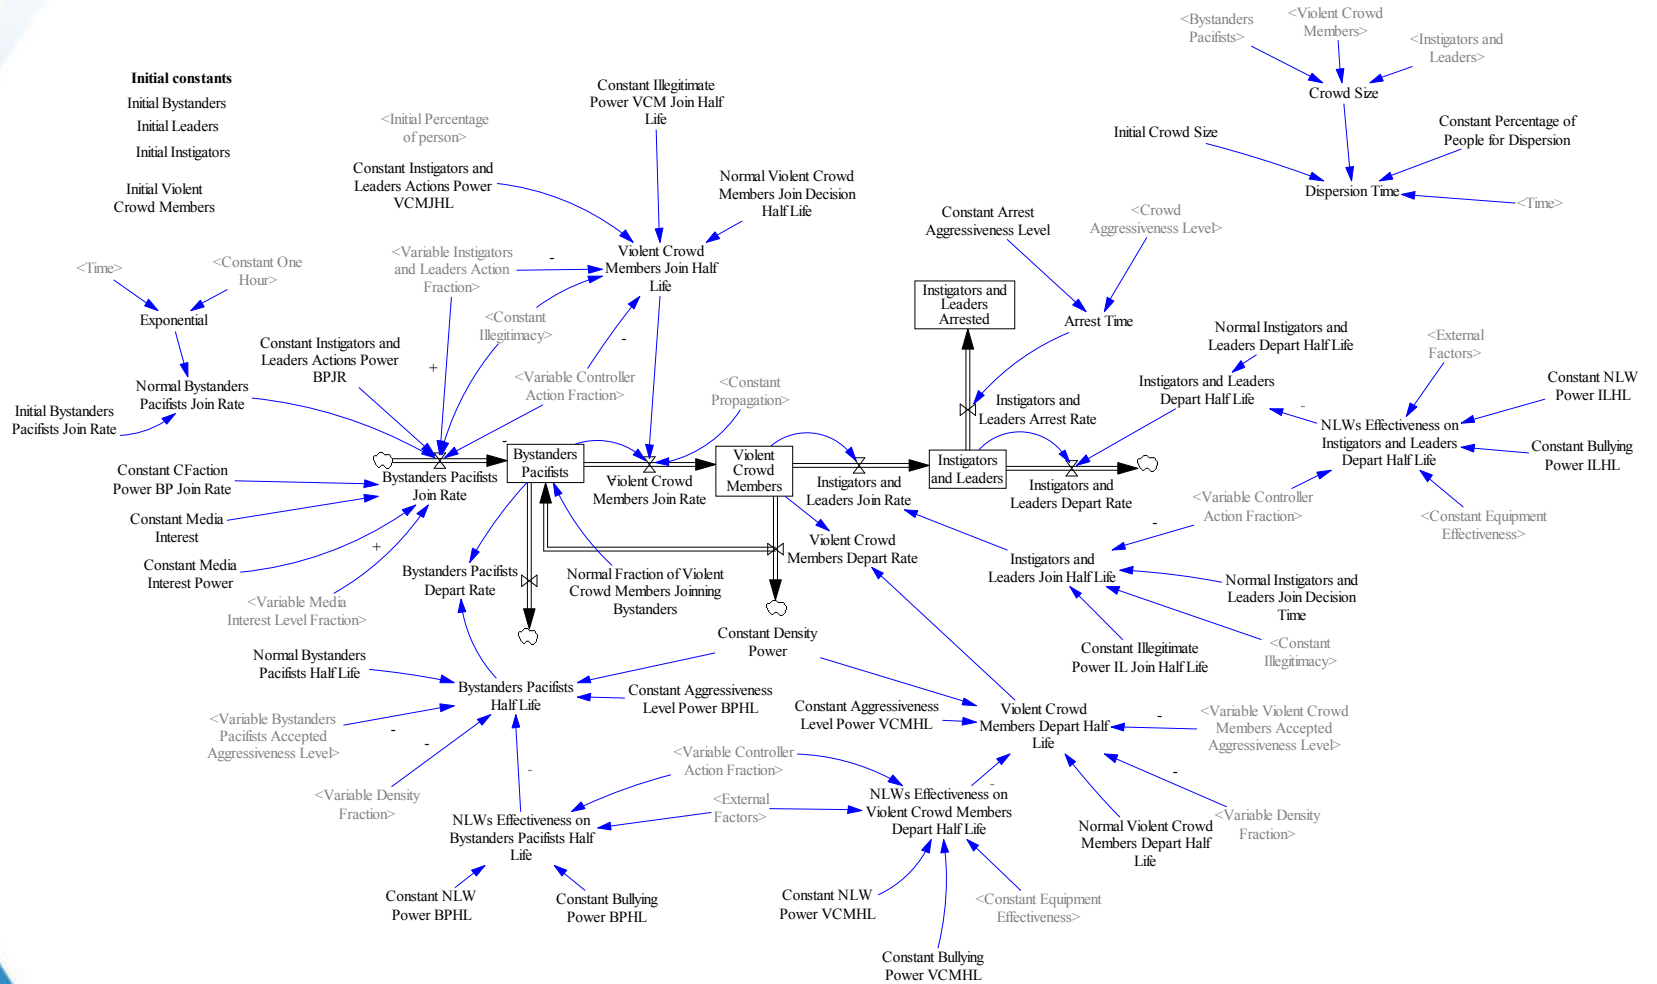 <Bystanders
Pacifists>
<Violent Crowd
Members>
<Instigators and
Leaders>
Crowd Size
Initial Crowd Size
Constant Percentage of
People for Dispersion
Dispersion Time
<Time>
Initial constants
Initial Bystanders
Initial Leaders
Initial Instigators
Initial Violent
Crowd Members
<Initial Percentage
of person>
Constant Illegitimate
Power VCM Join Half
Life
Constant Instigators and
Leaders Actions Power
VCMJHL
Normal Violent Crowd
Members Join Decision
Half Life
<Variable Instigators
and Leaders Action
Fraction>
-
Violent Crowd
Members Join Half
Life
Constant Arrest
Aggressiveness Level
<Crowd
Aggressiveness Level>
<Time>
<Constant One
Hour>
Exponential
<Constant
Illegitimacy>
-
Instigators and
Leaders
Arrested
Arrest Time
Normal Instigators and
Leaders Depart Half Life
<External
Factors>
Constant Instigators and
Leaders Actions Power
BPJR
+
<Variable Controller
Action Fraction>
<Constant
Propagation>
Normal Bystanders
Pacifists Join Rate
Initial Bystanders
Pacifists Join Rate
Instigators and
Leaders Arrest Rate
Instigators and Leaders
Depart Half Life
-
Constant NLW
Power ILHL
NLWs Effectiveness on
Instigators and Leaders
Depart Half Life
Constant Bullying
Power ILHL
-
Bystanders
Pacifists
Violent
Crowd
Members
Instigators
and Leaders
Constant CFaction
Power BP Join Rate
Bystanders Pacifists
Join Rate
Violent Crowd
Members Join Rate
Instigators and
Leaders Join Rate
Instigators and
Leaders Depart Rate
<Variable Controller
Action Fraction>
-
<Constant Equipment
Effectiveness>
Constant Media
Interest
Constant Media
Interest Power
+
<Variable Media
Interest Level Fraction>
Bystanders Pacifists
Depart Rate
Normal Fraction of Violent
Crowd Members Joinning
Bystanders
Violent Crowd
Members Depart Rate
Instigators and
Leaders Join Half Life
Normal Instigators and
Leaders Join Decision
Time
Constant Illegitimate
Power IL Join Half Life
<Constant
Illegitimacy>
Constant Density
Power
Normal Bystanders
Pacifists Half Life
Bystanders Pacifists
Half Life
Constant Aggressiveness
Level Power BPHL
Constant Aggressiveness
Level Power VCMHL
Violent Crowd
Members Depart Half
Life
-
<Variable Violent Crowd
Members Accepted
Aggressiveness Level>
<Variable Bystanders
Pacifists Accepted
Aggressiveness Level>
-
-
<Variable Density
Fraction>
-
<Variable Controller
Action Fraction>
<External
Factors>
-
-
<Variable Density
Fraction>
NLWs Effectiveness on
Bystanders Pacifists Half
Life
NLWs Effectiveness on
Violent Crowd Members
Depart Half Life
Normal Violent Crowd
Members Depart Half
Life
Constant NLW
Power BPHL
Constant Bullying
Power BPHL
Constant NLW
Power VCMHL
<Constant Equipment
Effectiveness>
Constant Bullying
Power VCMHL